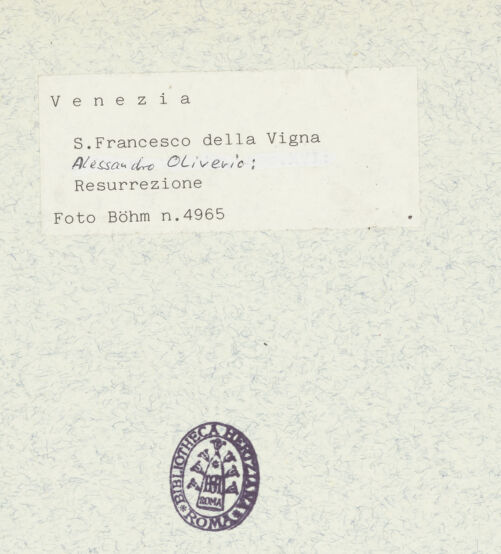 V e n e z i a
S.Francesco della Vigna
Alessandro Oliverio:
Resurrezione
Foto Böhm n.4965
BIBLIOTHECA HERTZIANA
ROMA
ROMA